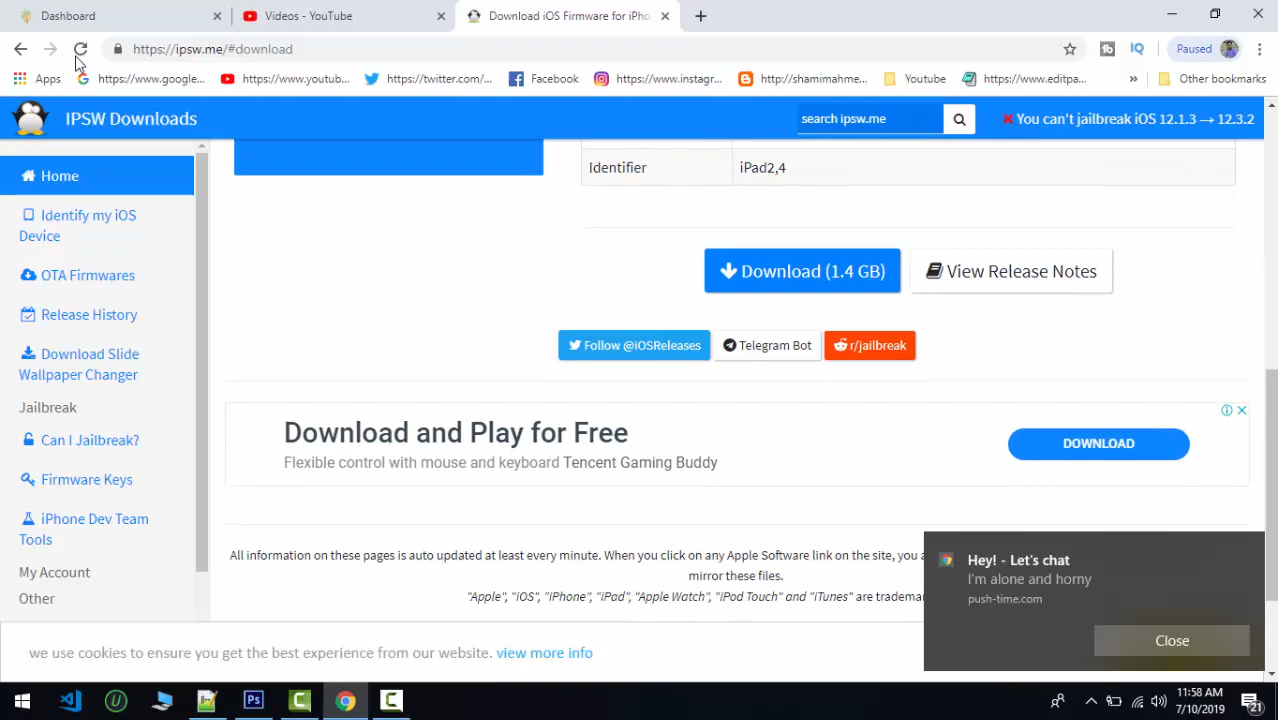 Dashboard
Videos - YouTube
Download iOS Firmware for iPho
https://ipsw.me/#download
Paused
Apps
https://www.google...
https://www.youtub...
https://twitter.com/...
Facebook
https://www.instagr...
http://shamimahme...
Youtube
https://www.editpa...
»
Other bookmarks
IPSW Downloads
search ipsw.me
You can't jailbreak iOS 12.1.3 → 12.3.2
Home
Identify my iOS
Device
OTA Firmwares
Release History
Download Slide
Wallpaper Changer
Jailbreak
Can I Jailbreak?
Firmware Keys
iPhone Dev Team
Tools
My Account
Other
Identifier
iPad2,4
Download (1.4 GB)
View Release Notes
Follow @iOSReleases
Telegram Bot
r/jailbreak
Download and Play for Free
Flexible control with mouse and keyboard Tencent Gaming Buddy
DOWNLOAD
All information on these pages is auto updated at least every minute. When you click on any Apple Software link on the site, you a
mirror these files.
"Apple", "iOS", "iPhone", "iPad", "Apple Watch", "iPod Touch" and "iTunes" are tradema
we use cookies to ensure you get the best experience from our website. view more info
Hey! - Let's chat
I'm alone and horny
push-time.com
Close
Ps
11:58 AM
7/10/2019
21